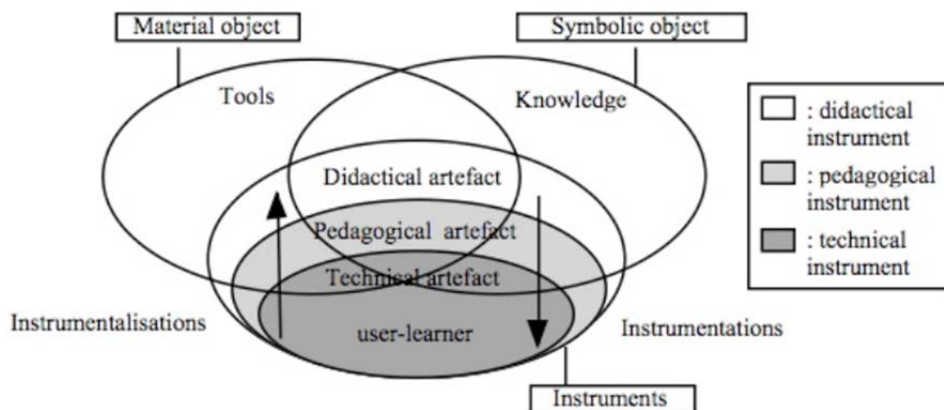 Material object
Symbolic object
Tools
Knowledge
: didactical
instrument
: pedagogical
instrument
: technical
instrument
Didactical artefact
Pedagogical artefact
Technical artefact
user-learner
Instrumentalisations
Instrumentations
Instruments